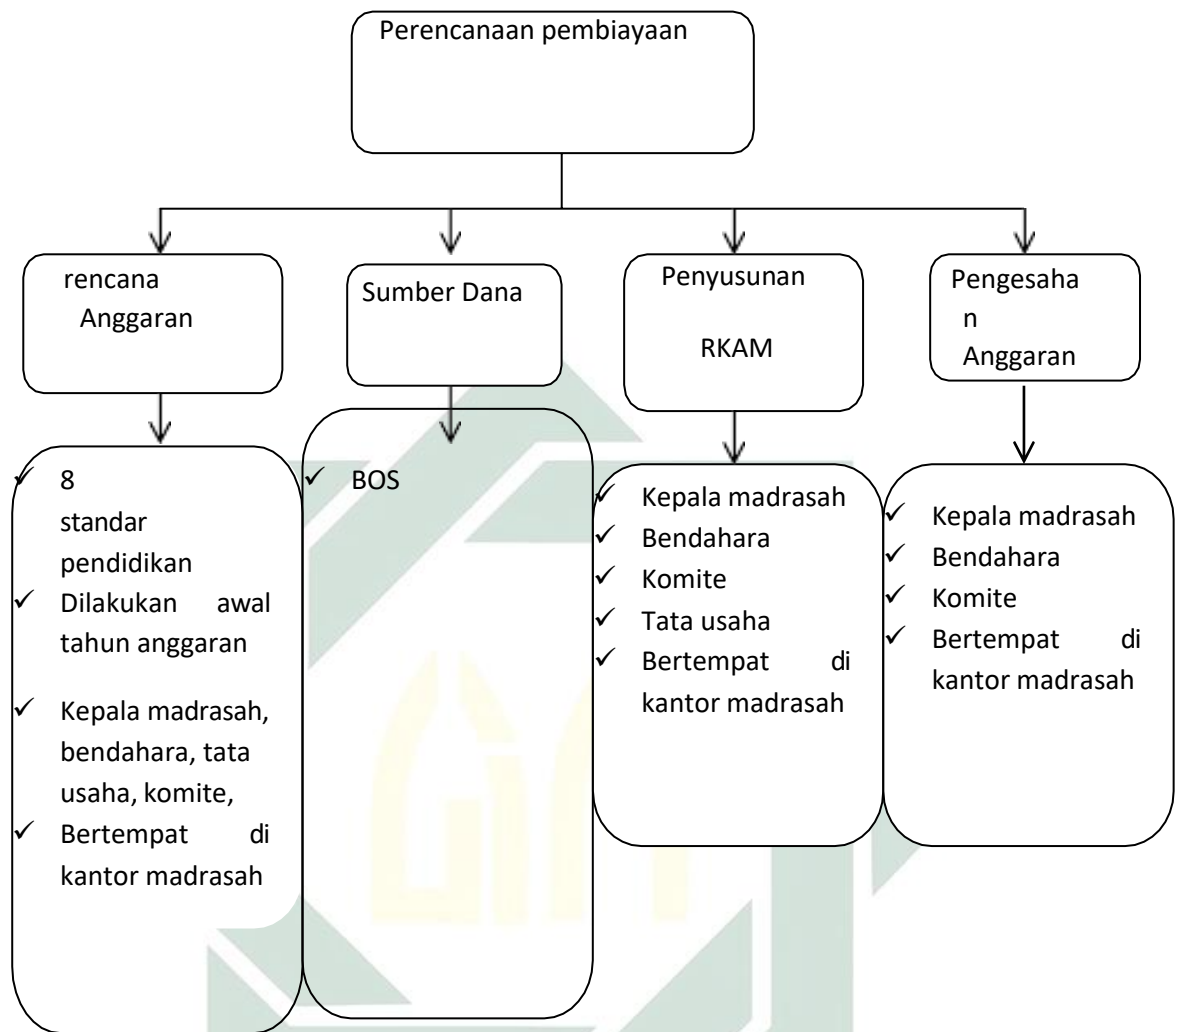 Perencanaan pembiayaan
rencana
Anggaran
Sumber Dana
Penyusunan
RKAM
Pengesaha
n
Anggaran
✓ 8
standar
pendidikan
✓ Dilakukan awal
tahun anggaran
✓ Kepala madrasah,
bendahara, tata
usaha, komite,
✓ Bertempat di
kantor madrasah
✓ BOS
✓ Kepala madrasah
✓ Bendahara
✓ Komite
✓ Tata usaha
✓ Bertempat di
kantor madrasah
✓ Kepala madrasah
✓ Bendahara
✓ Komite
✓ Bertempat di
kantor madrasah